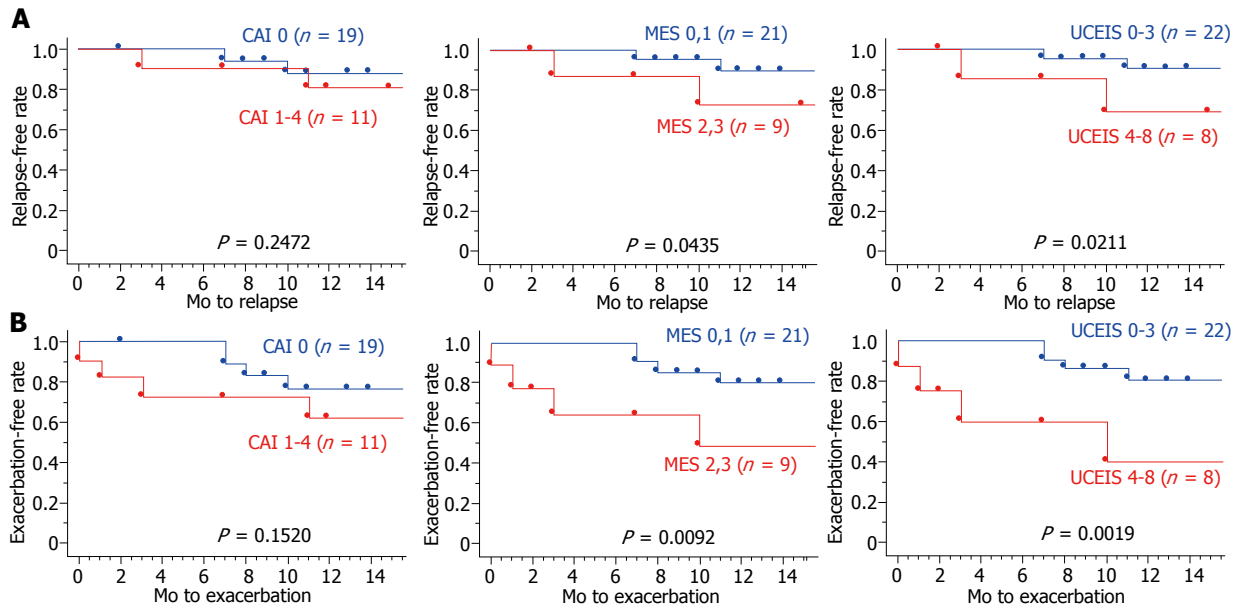 A
Relapse-free rate
1.0
0.8
0.6
0.4
0.2
0
CAI 0 (n = 19)
CAI 1-4 (n = 11)
P = 0.2472
0 2 4 6 8 10 12 14
Mo to relapse
Relapse-free rate
1.0
0.8
0.6
0.4
0.2
0
MES 0,1 (n = 21)
MES 2,3 (n = 9)
P = 0.0435
0 2 4 6 8 10 12 14
Mo to relapse
Relapse-free rate
1.0
0.8
0.6
0.4
0.2
0
UCEIS 0-3 (n = 22)
UCEIS 4-8 (n = 8)
P = 0.0211
0 2 4 6 8 10 12 14
Mo to relapse
B
Exacerbation-free rate
1.0
0.8
0.6
0.4
0.2
0
CAI 0 (n = 19)
CAI 1-4 (n = 11)
P = 0.1520
0 2 4 6 8 10 12 14
Mo to exacerbation
Exacerbation-free rate
1.0
0.8
0.6
0.4
0.2
0
MES 0,1 (n = 21)
MES 2,3 (n = 9)
P = 0.0092
0 2 4 6 8 10 12 14
Mo to exacerbation
Exacerbation-free rate
1.0
0.8
0.6
0.4
0.2
0
UCEIS 0-3 (n = 22)
UCEIS 4-8 (n = 8)
P = 0.0019
0 2 4 6 8 10 12 14
Mo to exacerbation